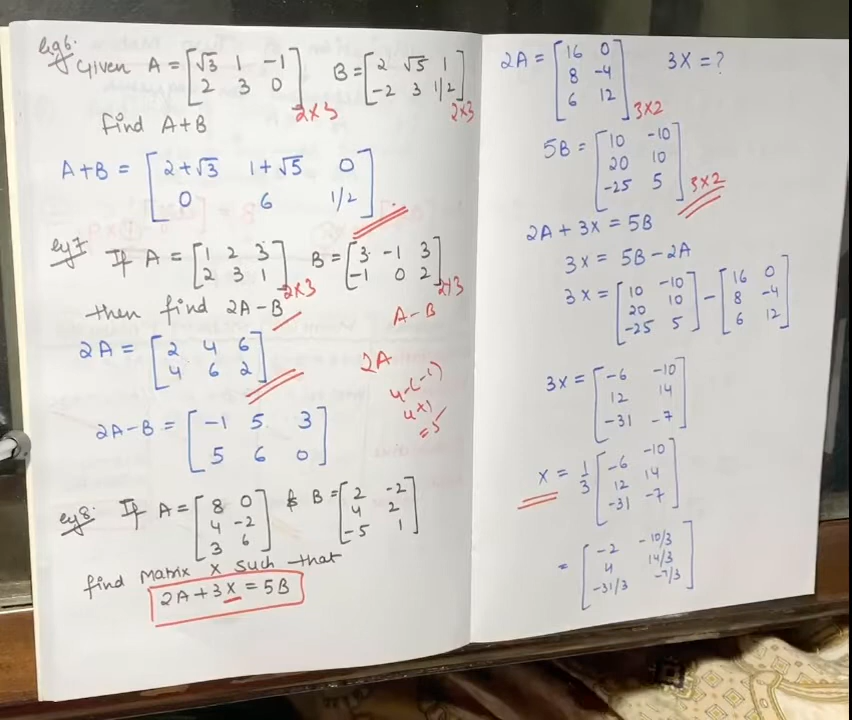 eg6. Given A = [√3 1 −1; 2 3 0] 2×3 B = [2 √5 1; −2 3 1/2] 2×3
find A+B
A+B = [2+√3 1+√5 0; 0 6 1/2]
eg7. If A = [1 2 3; 2 3 1] 2×3 B = [3 −1 3; −1 0 2] 2×3
then find 2A−B
A−B
2A = [2 4 6; 4 6 2]
2A
4−(−1)
4+1
=5
2A−B = [−1 5 3; 5 6 0]
eg8. If A = [8 0; 4 −2; 3 6] & B = [2 −2; 4 2; −5 1]
find matrix X such that
2A+3X = 5B
2A = [16 0; 8 −4; 6 12] 3×2 3X = ?
5B = [10 −10; 20 10; −25 5] 3×2
2A + 3X = 5B
3X = 5B − 2A
3X = [10 −10; 20 10; −25 5] − [16 0; 8 −4; 6 12]
3X = [−6 −10; 12 14; −31 −7]
X = 1/3 [−6 −10; 12 14; −31 −7]
= [−2 −10/3; 4 14/3; −31/3 −7/3]